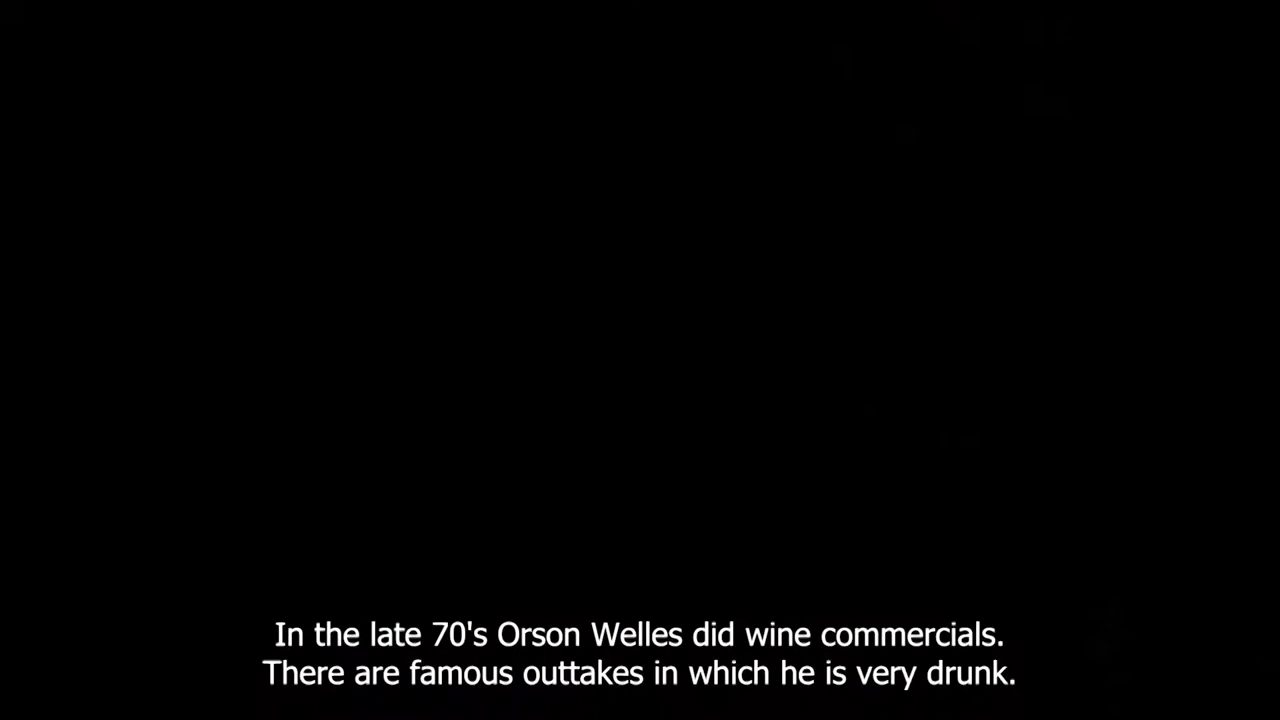 In the late 70's Orson Welles did wine commercials.
There are famous outtakes in which he is very drunk.